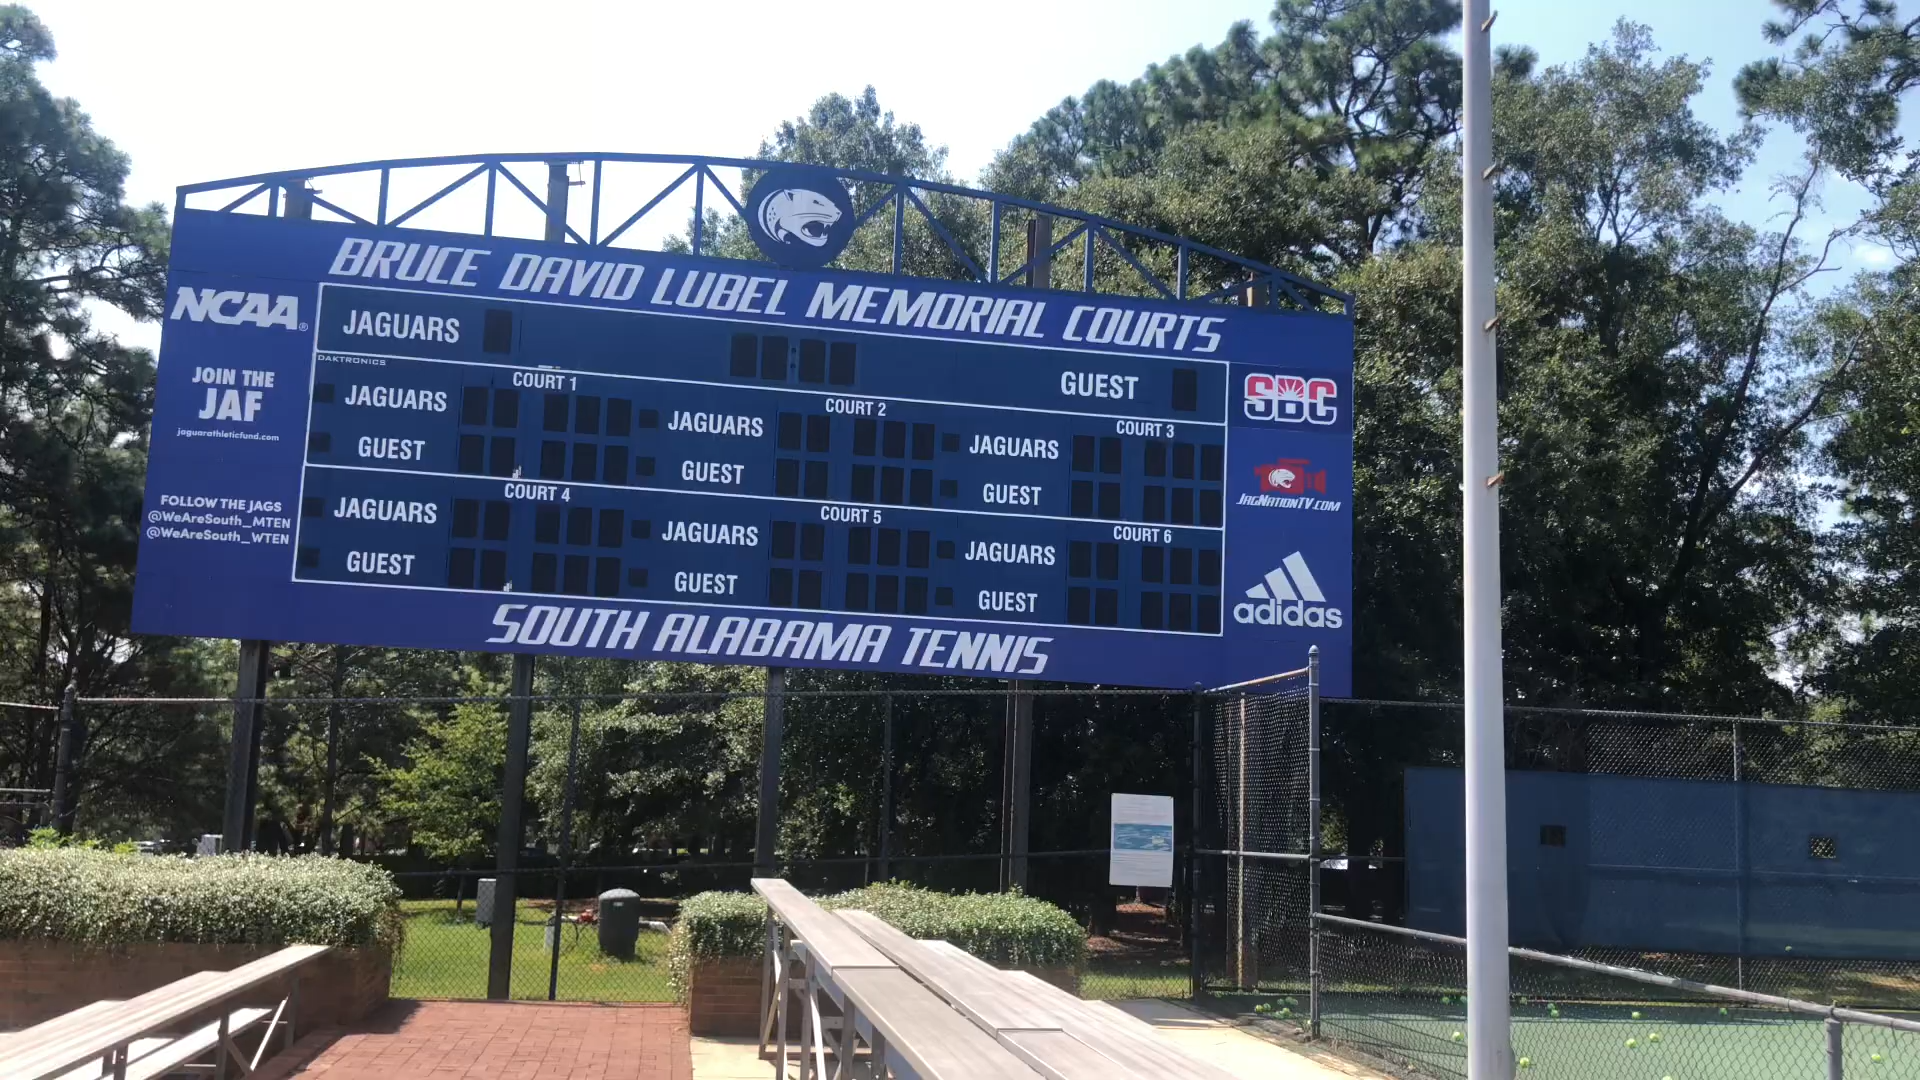 BRUCE DAVID LUBEL MEMORIAL COURTS
NCAA®
JOIN THE
JAF
jaguarathleticfund.com
FOLLOW THE JAGS
@WeAreSouth_MTEN
@WeAreSouth_WTEN
JAGUARS
GUEST
DAKTRONICS
COURT 1
JAGUARS
GUEST
COURT 2
JAGUARS
GUEST
COURT 3
JAGUARS
GUEST
COURT 4
JAGUARS
GUEST
COURT 5
JAGUARS
GUEST
COURT 6
JAGUARS
GUEST
SBC
JAGNATIONTV.COM
adidas
SOUTH ALABAMA TENNIS